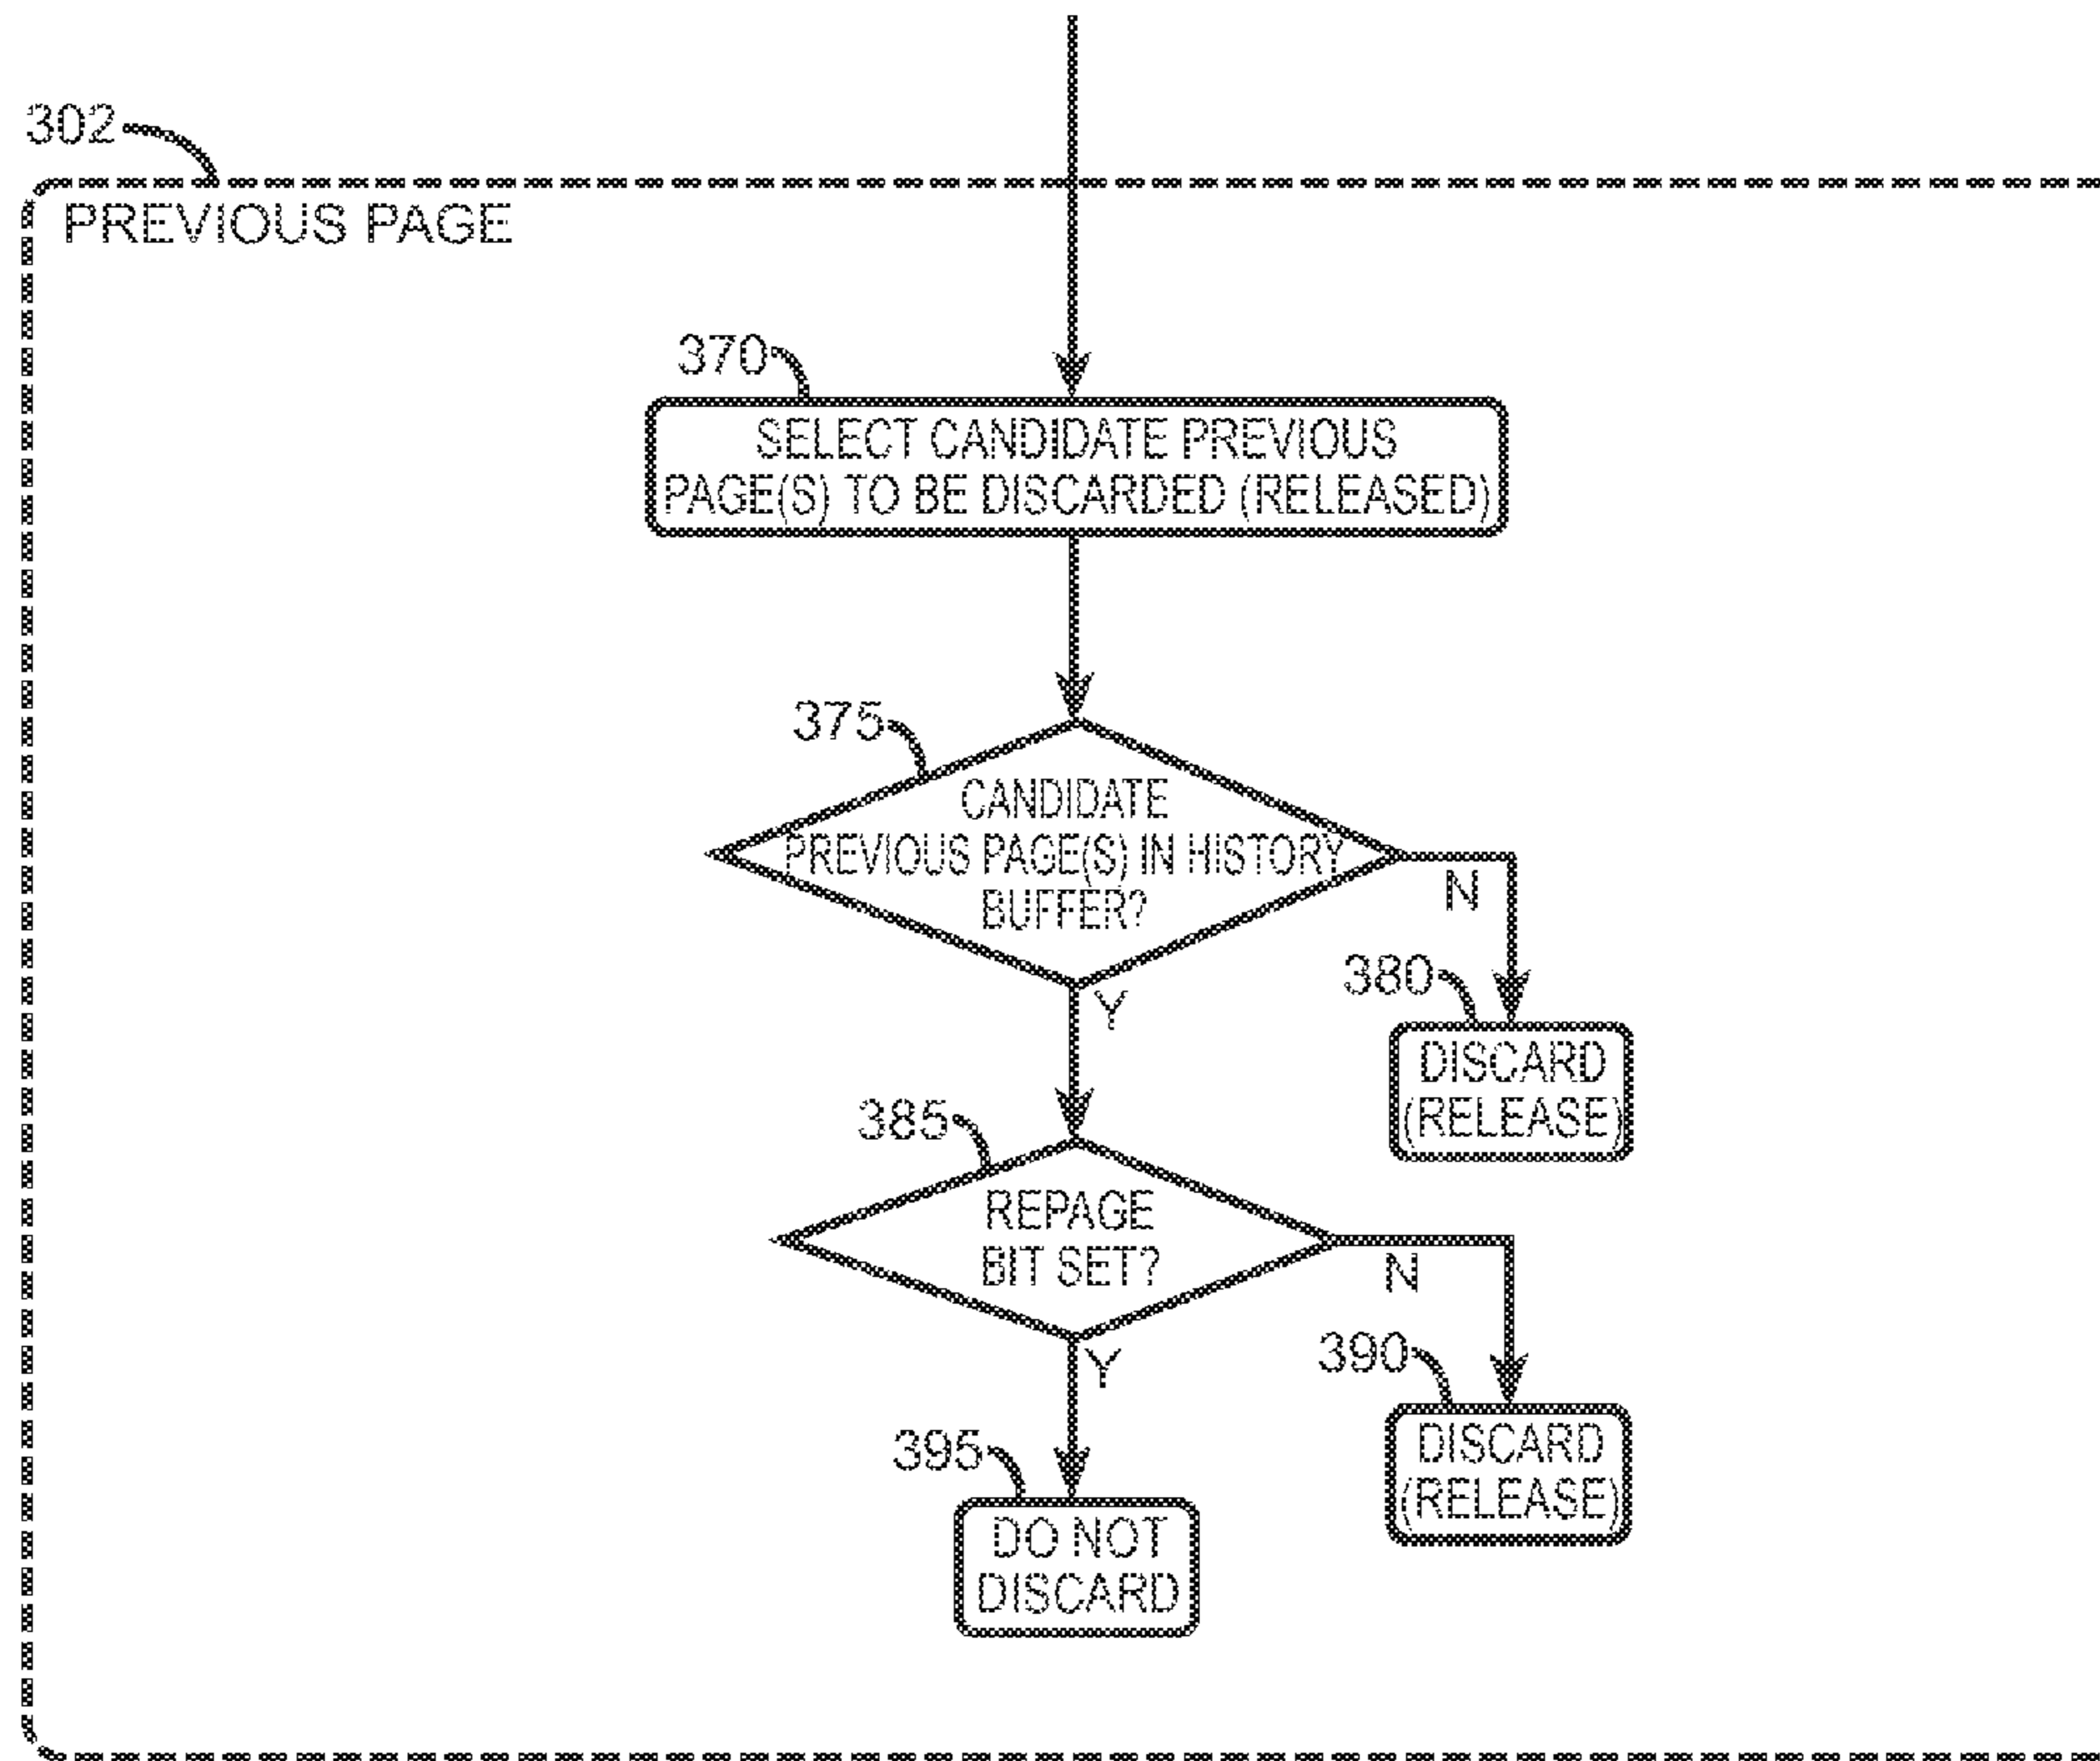 302
PREVIOUS PAGE
370
SELECT CANDIDATE PREVIOUS
PAGE(S) TO BE DISCARDED (RELEASED)
375
CANDIDATE
PREVIOUS PAGE(S) IN HISTORY
BUFFER?
N
Y
380
DISCARD
(RELEASE)
385
REPAGE
BIT SET?
N
Y
390
DISCARD
(RELEASE)
395
DO NOT
DISCARD